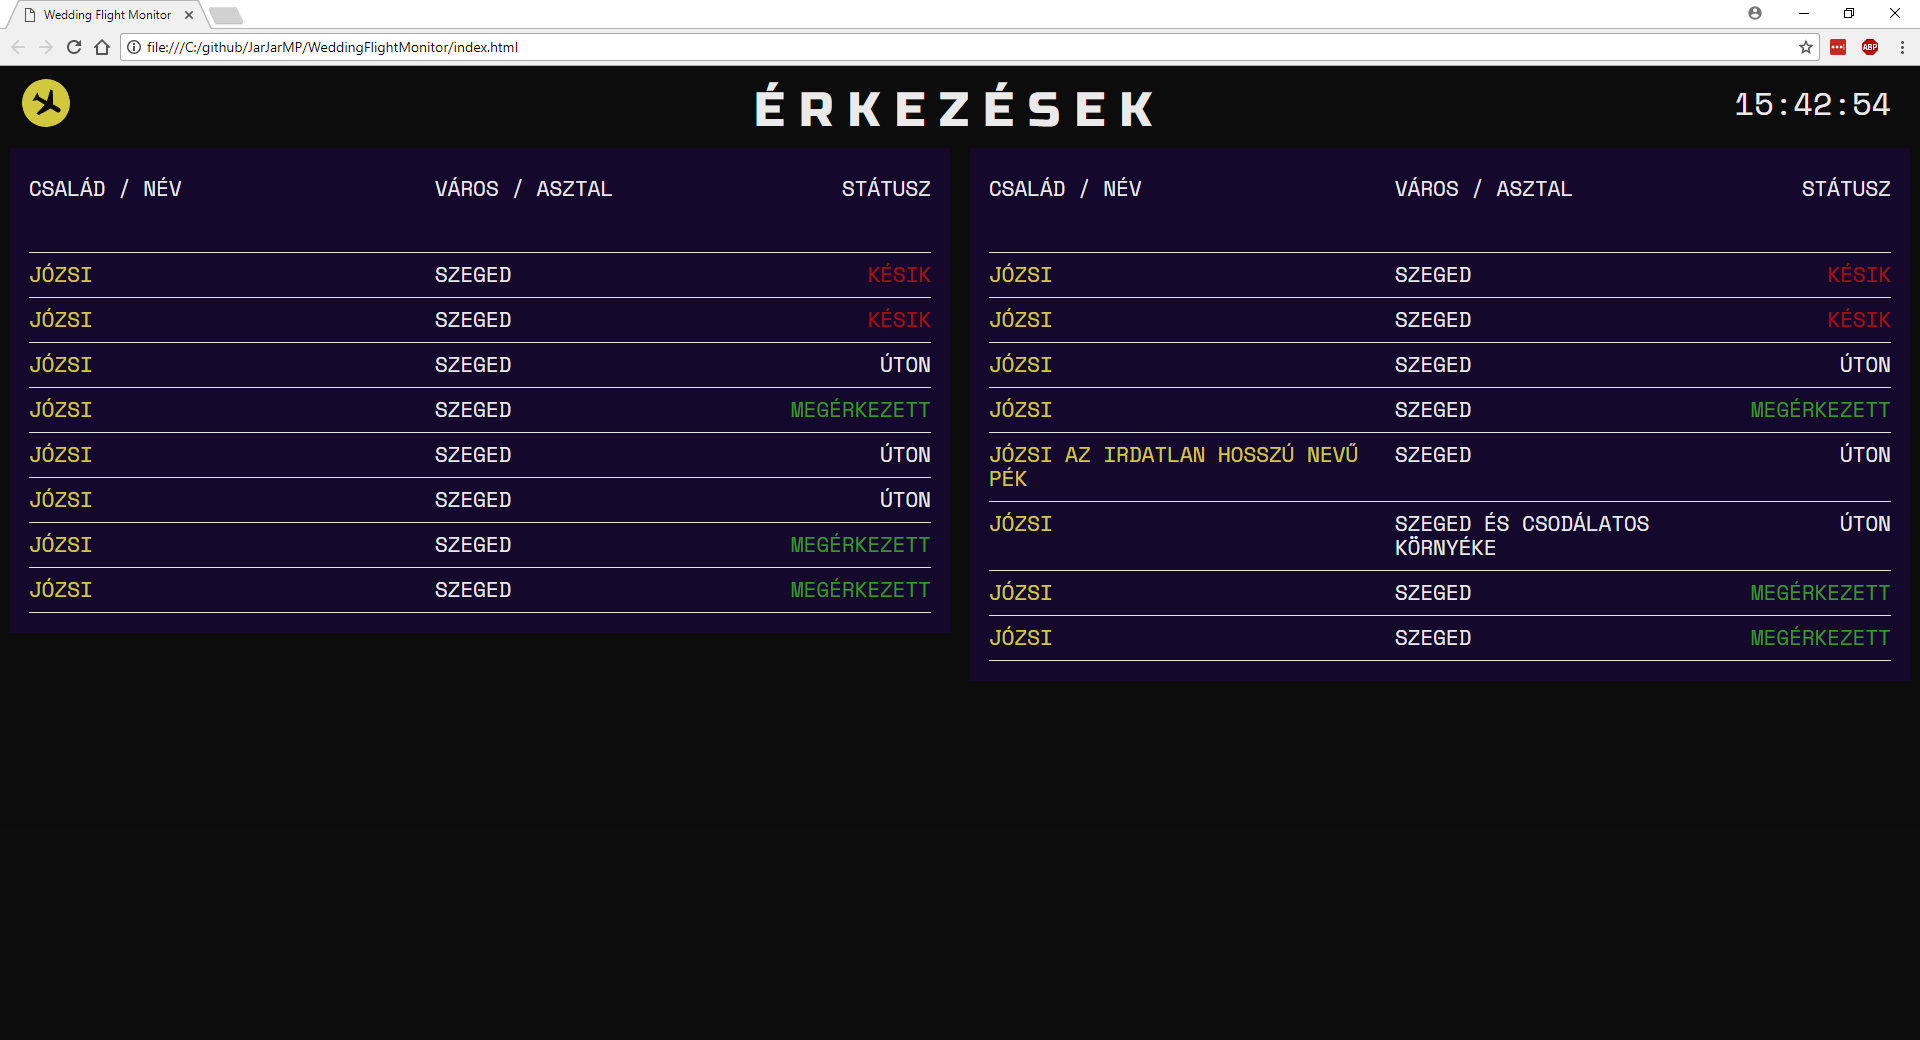 Wedding Flight Monitor
file:///C:/github/JarJarMP/WeddingFlightMonitor/index.html
ABP
ÉRKEZÉSEK
15:42:54
CSALÁD / NÉV VÁROS / ASZTAL STÁTUSZ
JÓZSI SZEGED KÉSIK
JÓZSI SZEGED KÉSIK
JÓZSI SZEGED ÚTON
JÓZSI SZEGED MEGÉRKEZETT
JÓZSI SZEGED ÚTON
JÓZSI SZEGED ÚTON
JÓZSI SZEGED MEGÉRKEZETT
JÓZSI SZEGED MEGÉRKEZETT
CSALÁD / NÉV VÁROS / ASZTAL STÁTUSZ
JÓZSI SZEGED KÉSIK
JÓZSI SZEGED KÉSIK
JÓZSI SZEGED ÚTON
JÓZSI SZEGED MEGÉRKEZETT
JÓZSI AZ IRDATLAN HOSSZÚ NEVŰ SZEGED ÚTON
PÉK
JÓZSI SZEGED ÉS CSODÁLATOS ÚTON
KÖRNYÉKE
JÓZSI SZEGED MEGÉRKEZETT
JÓZSI SZEGED MEGÉRKEZETT